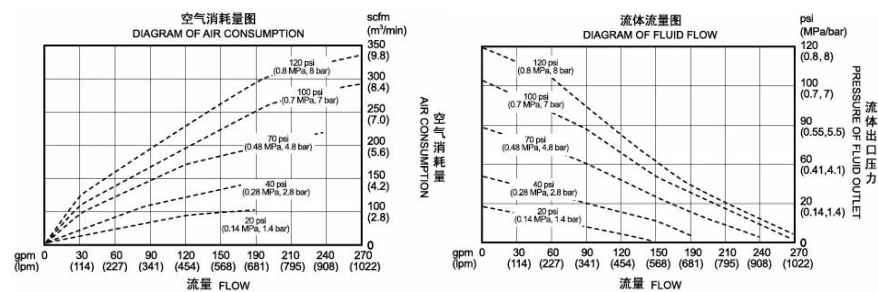 空气消耗量图
DIAGRAM OF AIR CONSUMPTION
scfm
(m³/min)
350
(9.8)
300
(8.4)
250
(7.0)
200
(5.6)
150
(4.2)
100
(2.8)
0
空气消耗量
AIR CONSUMPTION
120 psi
(0.8 MPa, 8 bar)
100 psi
(0.7 MPa, 7 bar)
70 psi
(0.48 MPa, 4.8 bar)
40 psi
(0.28 MPa, 2.8 bar)
20 psi
(0.14 MPa, 1.4 bar)
gpm 0 30 60 90 120 150 180 210 240 270
(lpm) (114) (227) (341) (454) (568) (681) (795) (908) (1022)
流量 FLOW
流体流量图
DIAGRAM OF FLUID FLOW
psi
(MPa/bar)
120
(0.8, 8)
100
(0.7, 7)
90
(0.55,5.5)
60
(0.41,4.1)
20
(0.14,1.4)
0
流体出口压力
PRESSURE OF FLUID OUTLET
120 psi
(0.8 MPa, 8 bar)
100 psi
(0.7 MPa, 7 bar)
70 psi
(0.48 MPa, 4.8 bar)
40 psi
(0.28 MPa, 2.8 bar)
20 psi
(0.14 MPa, 1.4 bar)
gpm 0 30 60 90 120 150 180 210 240 270
(lpm) (114) (227) (341) (454) (568) (681) (795) (908) (1022)
流量 FLOW